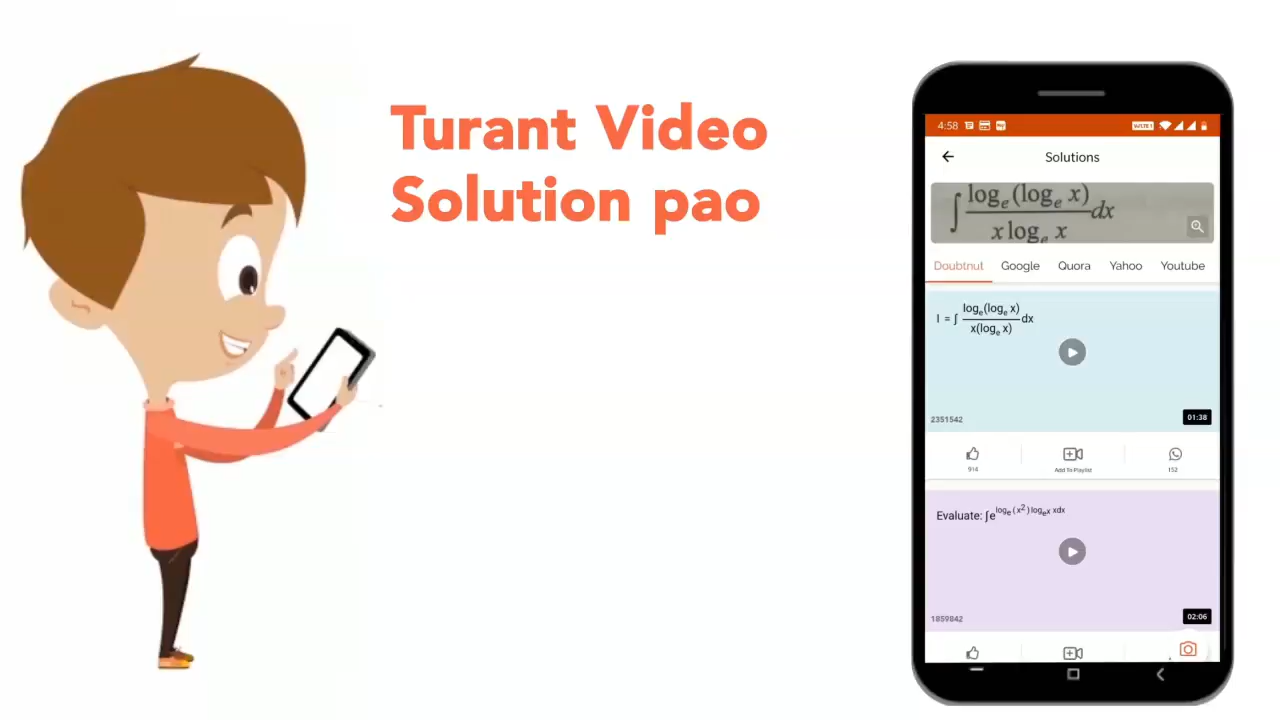 Turant Video
Solution pao
4:58
VoLTE1
Solutions
∫ logₑ(logₑ x) / x logₑ x dx
Doubtnut Google Quora Yahoo Youtube
I = ∫ logₑ(logₑ x) / x(logₑ x) dx
2351542
01:38
914 Add To Playlist 152
Evaluate: ∫e^logₑ(x²)logₑx xdx
1859842
02:06